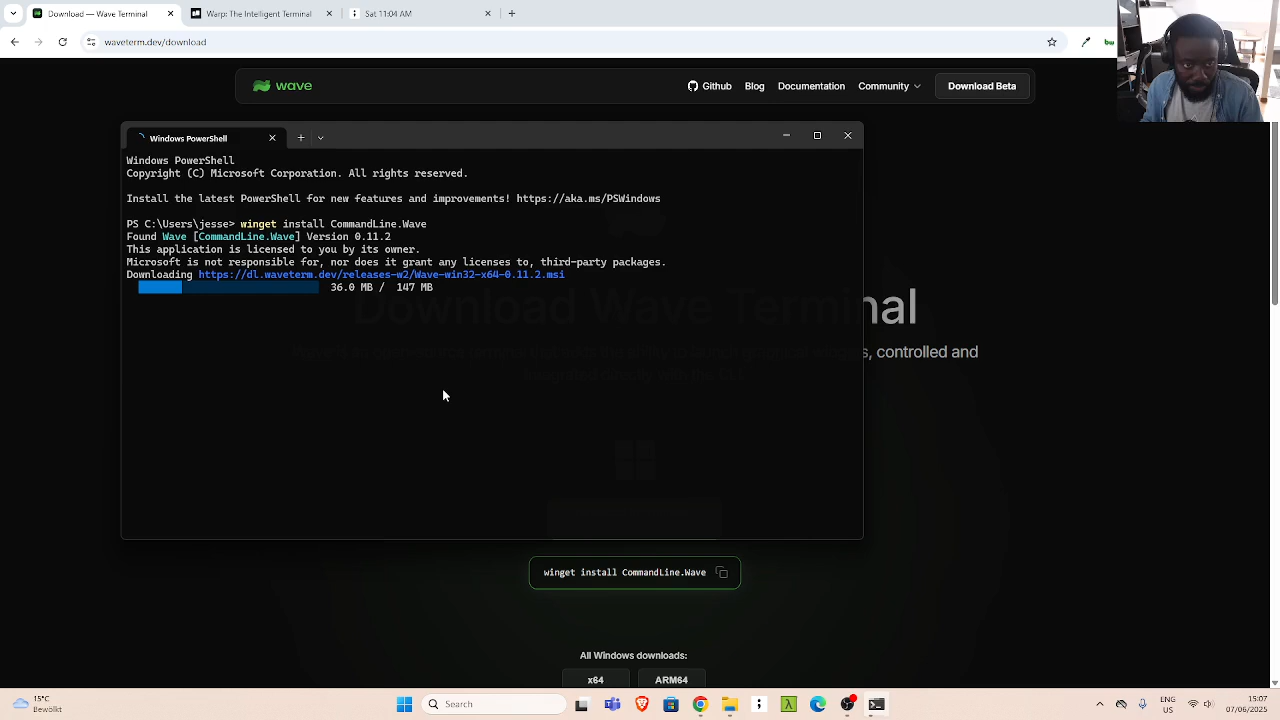 Download — Wave Terminal
Warp: The Intelligent Terminal
Sat 11:04 AM
waveterm.dev/download
wave
Github
Blog
Documentation
Community
Download Beta
Windows PowerShell
Windows PowerShell
Copyright (C) Microsoft Corporation. All rights reserved.
Install the latest PowerShell for new features and improvements! https://aka.ms/PSWindows
PS C:\Users\jesse> winget install CommandLine.Wave
Found Wave [CommandLine.Wave] Version 0.11.2
This application is licensed to you by its owner.
Microsoft is not responsible for, nor does it grant any licenses to, third-party packages.
Downloading https://dl.waveterm.dev/releases-w2/Wave-win32-x64-0.11.2.msi
36.0 MB / 147 MB
Download Wave Terminal
controlled and
winget install CommandLine.Wave
All Windows downloads:
x64
ARM64
15°C
Bewölkt
Search
ENG
US
15:07
07/06/2025